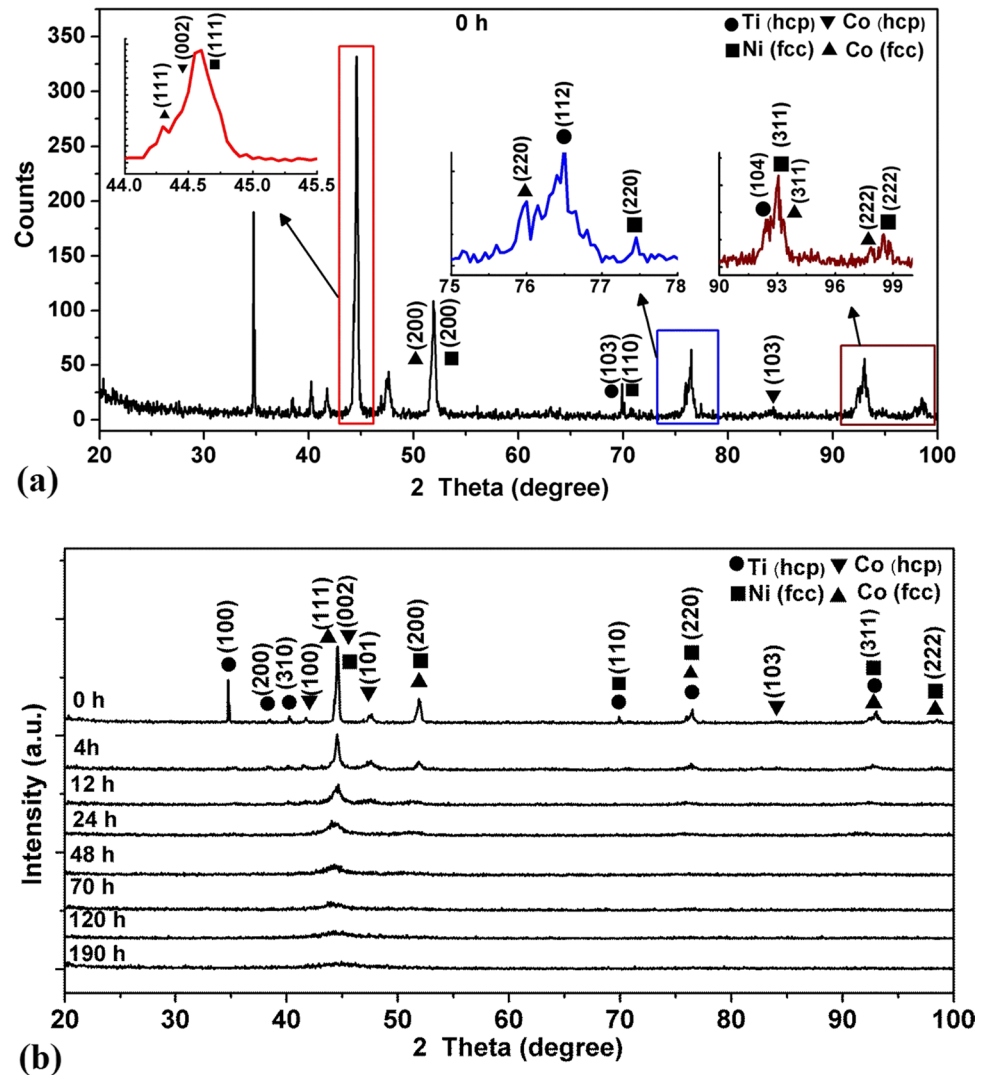 0 h
● Ti (hcp) ▼ Co (hcp)
■ Ni (fcc) ▲ Co (fcc)
350
300
250
200
150
100
50
0
Counts
(111)
(002)
(111)
44.0 44.5 45.0 45.5
(220)
(112)
(220)
75 76 77 78
(104)
(311)
(311)
(222)
(222)
90 93 96 99
(200)
(200)
(103)
(110)
(103)
20 30 40 50 60 70 80 90 100
2 Theta (degree)
(a)
● Ti (hcp) ▼ Co (hcp)
■ Ni (fcc) ▲ Co (fcc)
(100)
(200)
(310)
(100)
(111)
(002)
(101)
(200)
(110)
(220)
(103)
(311)
(222)
0 h
4h
12 h
24 h
48 h
70 h
120 h
190 h
Intensity (a.u.)
20 30 40 50 60 70 80 90 100
2 Theta (degree)
(b)